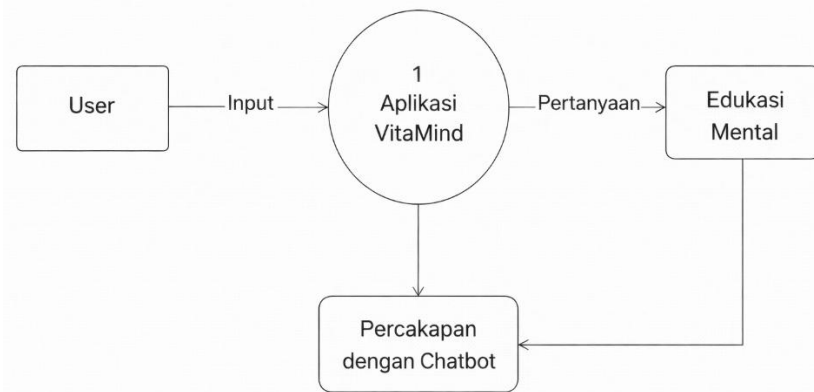 User
Input
1
Aplikasi
VitaMind
Pertanyaan
Edukasi
Mental
Percakapan
dengan Chatbot